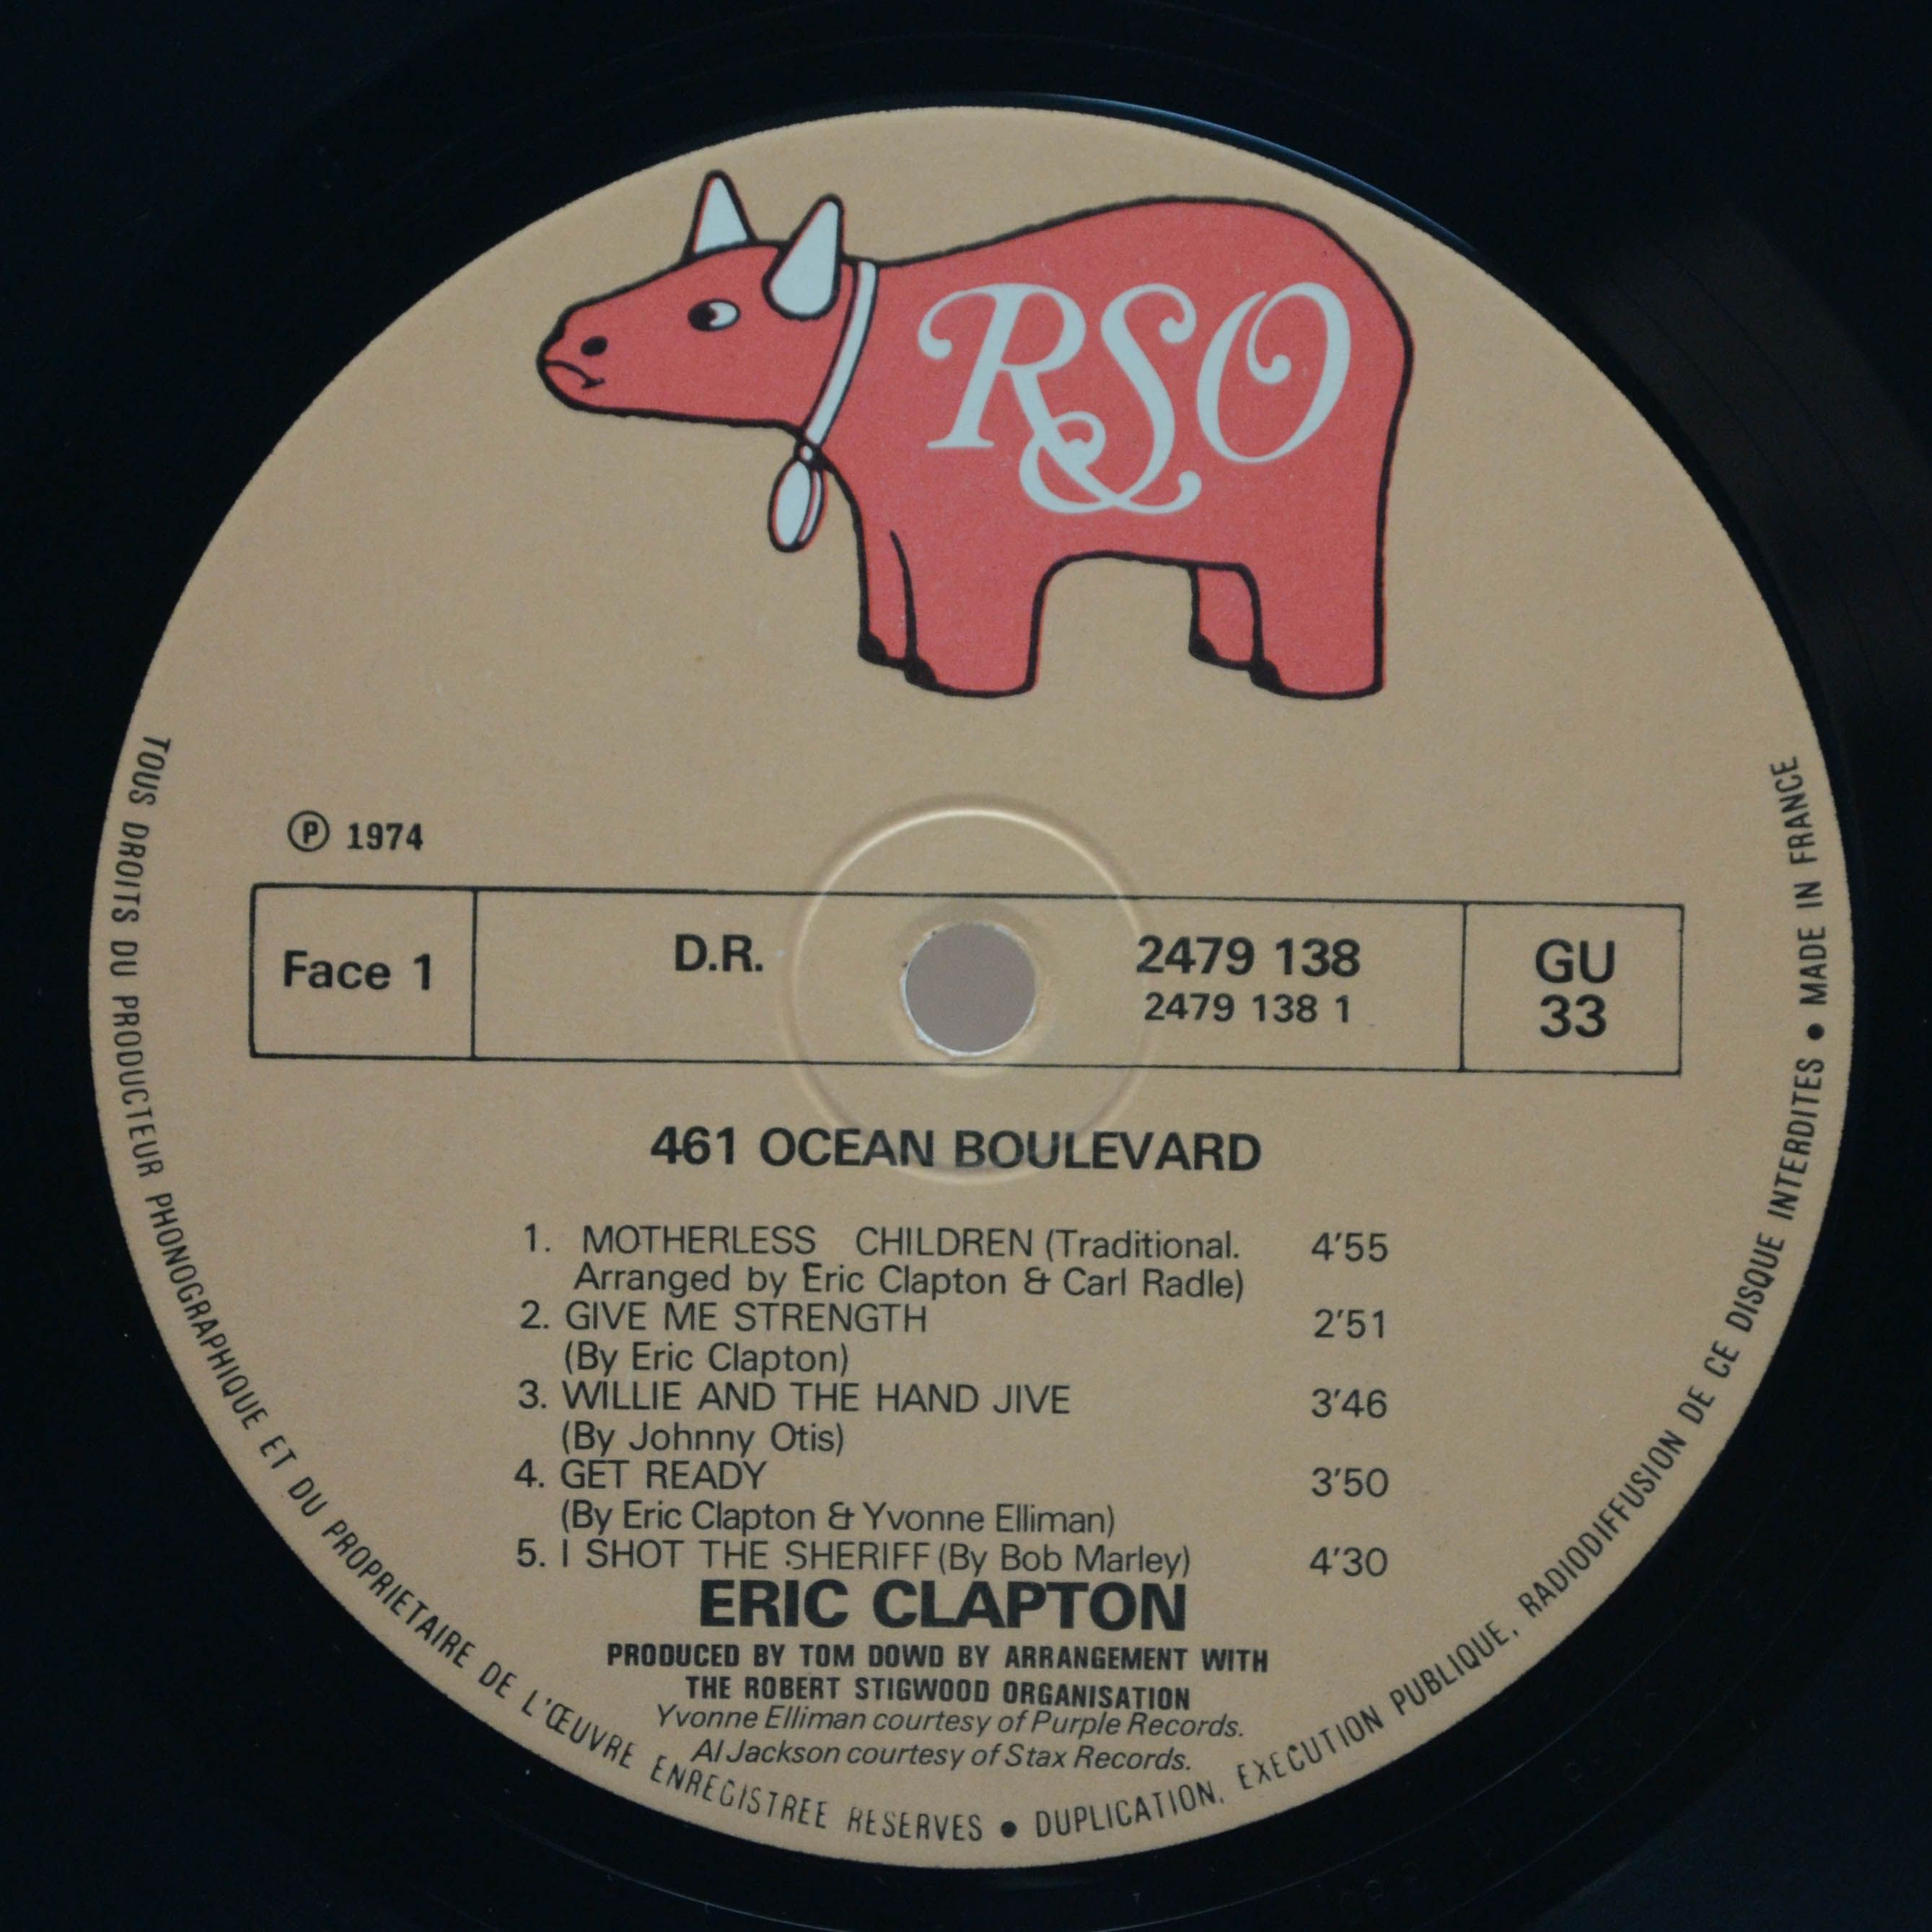 RSO
Ⓟ 1974
Face 1
D.R.
2479 138
2479 138 1
GU
33
461 OCEAN BOULEVARD
1. MOTHERLESS CHILDREN (Traditional. 4'55
Arranged by Eric Clapton & Carl Radle)
2. GIVE ME STRENGTH 2'51
(By Eric Clapton)
3. WILLIE AND THE HAND JIVE 3'46
(By Johnny Otis)
4. GET READY 3'50
(By Eric Clapton & Yvonne Elliman)
5. I SHOT THE SHERIFF (By Bob Marley) 4'30
ERIC CLAPTON
PRODUCED BY TOM DOWD BY ARRANGEMENT WITH
THE ROBERT STIGWOOD ORGANISATION
Yvonne Elliman courtesy of Purple Records.
Al Jackson courtesy of Stax Records.
TOUS DROITS DU PRODUCTEUR PHONOGRAPHIQUE ET DU PROPRIETAIRE DE L'ŒUVRE ENREGISTREE RESERVES • DUPLICATION, EXECUTION PUBLIQUE, RADIODIFFUSION DE CE DISQUE INTERDITES • MADE IN FRANCE